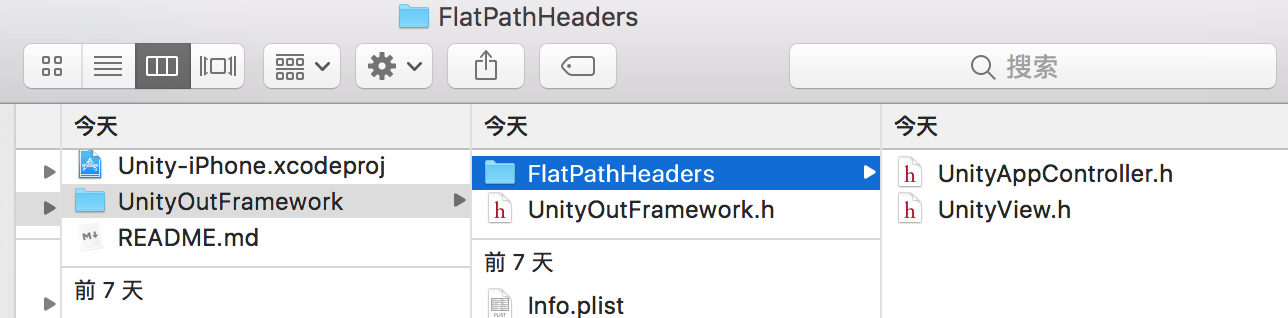 FlatPathHeaders
搜索
今天
Unity-iPhone.xcodeproj
UnityOutFramework
README.md
前 7 天
今天
FlatPathHeaders
UnityOutFramework.h
前 7 天
Info.plist
今天
UnityAppController.h
UnityView.h